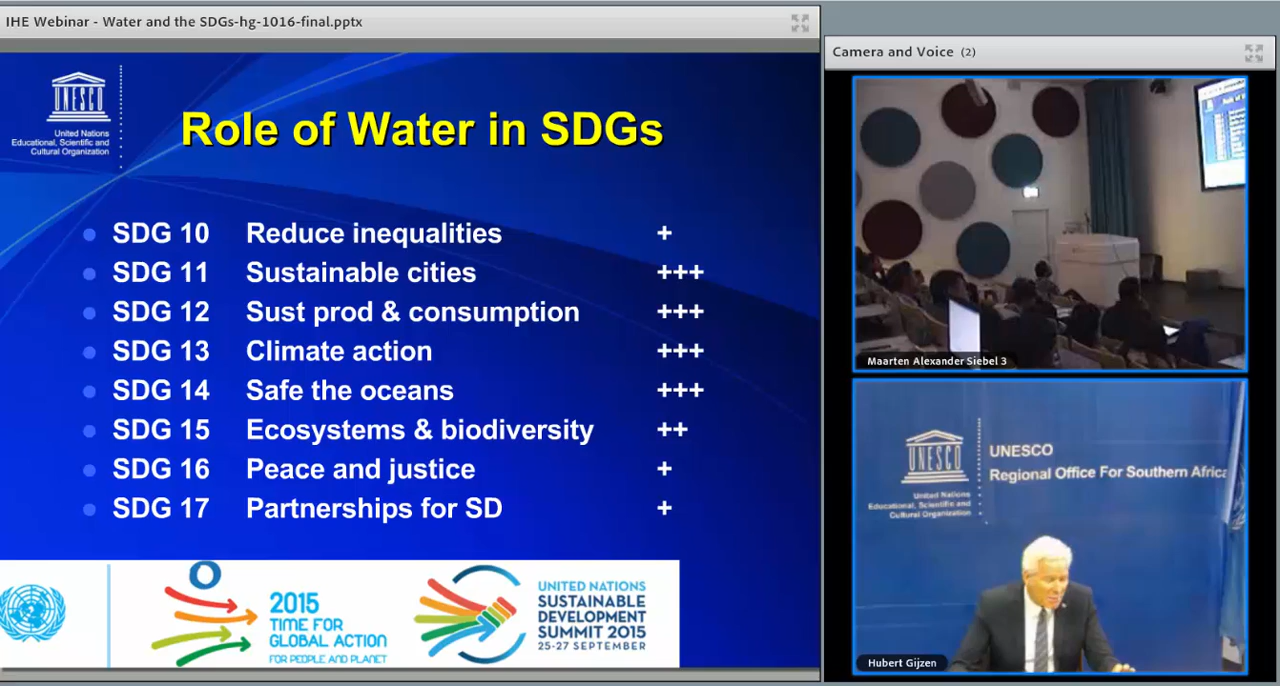 IHE Webinar - Water and the SDGs-hg-1016-final.pptx
UNESCO
United Nations
Educational, Scientific and
Cultural Organization
Role of Water in SDGs
SDG 10 Reduce inequalities +
SDG 11 Sustainable cities +++
SDG 12 Sust prod & consumption +++
SDG 13 Climate action +++
SDG 14 Safe the oceans +++
SDG 15 Ecosystems & biodiversity ++
SDG 16 Peace and justice +
SDG 17 Partnerships for SD +
2015
TIME FOR
GLOBAL ACTION
FOR PEOPLE AND PLANET
UNITED NATIONS
SUSTAINABLE
DEVELOPMENT
SUMMIT 2015
25-27 SEPTEMBER
Camera and Voice (2)
Maarten Alexander Siebel 3
UNESCO
United Nations
Educational, Scientific and
Cultural Organization
UNESCO
Regional Office For Southern Africa
Hubert Gijzen